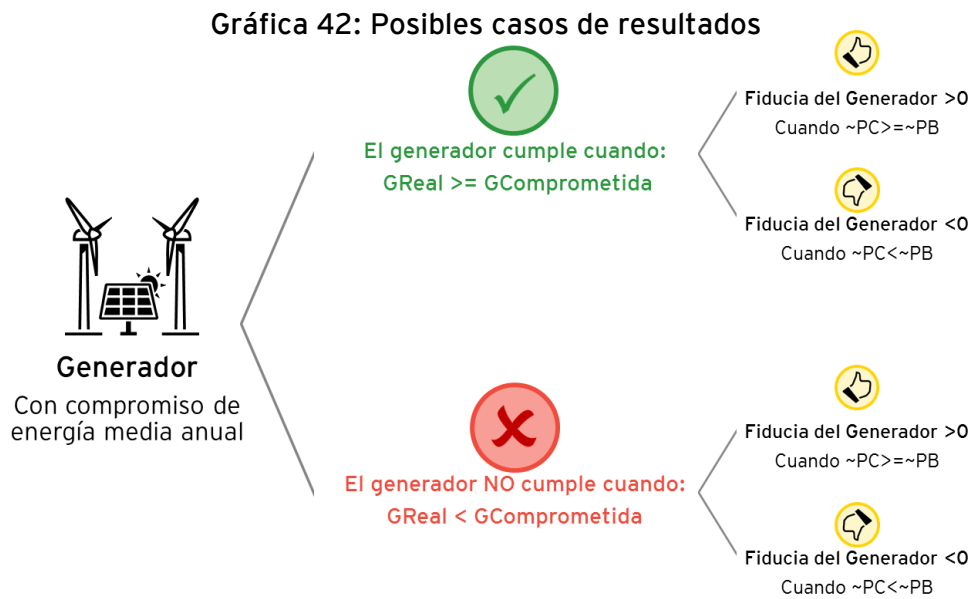 Gráfica 42: Posibles casos de resultados
Generador
Con compromiso de
energía media anual
El generador cumple cuando:
GReal >= GComprometida
Fiducia del Generador >0
Cuando ~PC>=~PB
Fiducia del Generador <0
Cuando ~PC<~PB
El generador NO cumple cuando:
GReal < GComprometida
Fiducia del Generador >0
Cuando ~PC>=~PB
Fiducia del Generador <0
Cuando ~PC<~PB